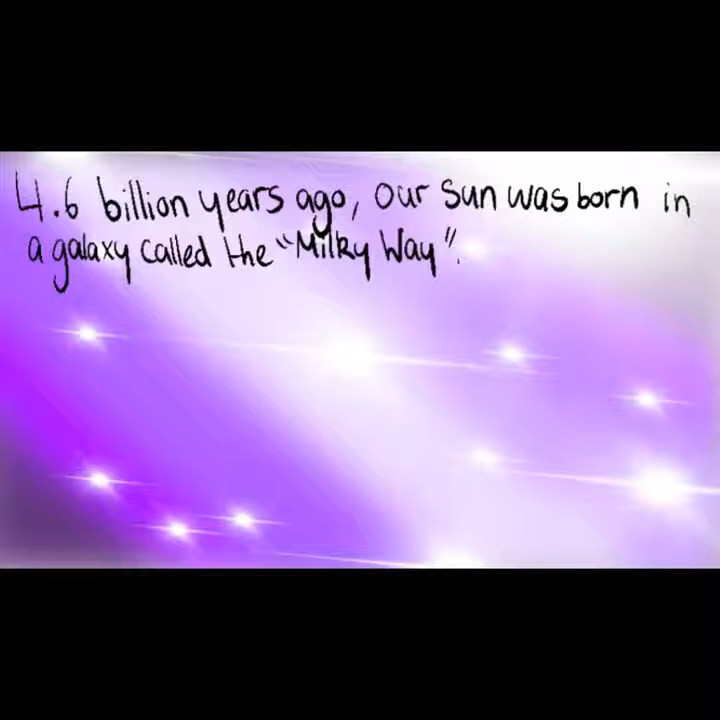 4.6 billion years ago, our sun was born in
a galaxy called the "Milky Way".